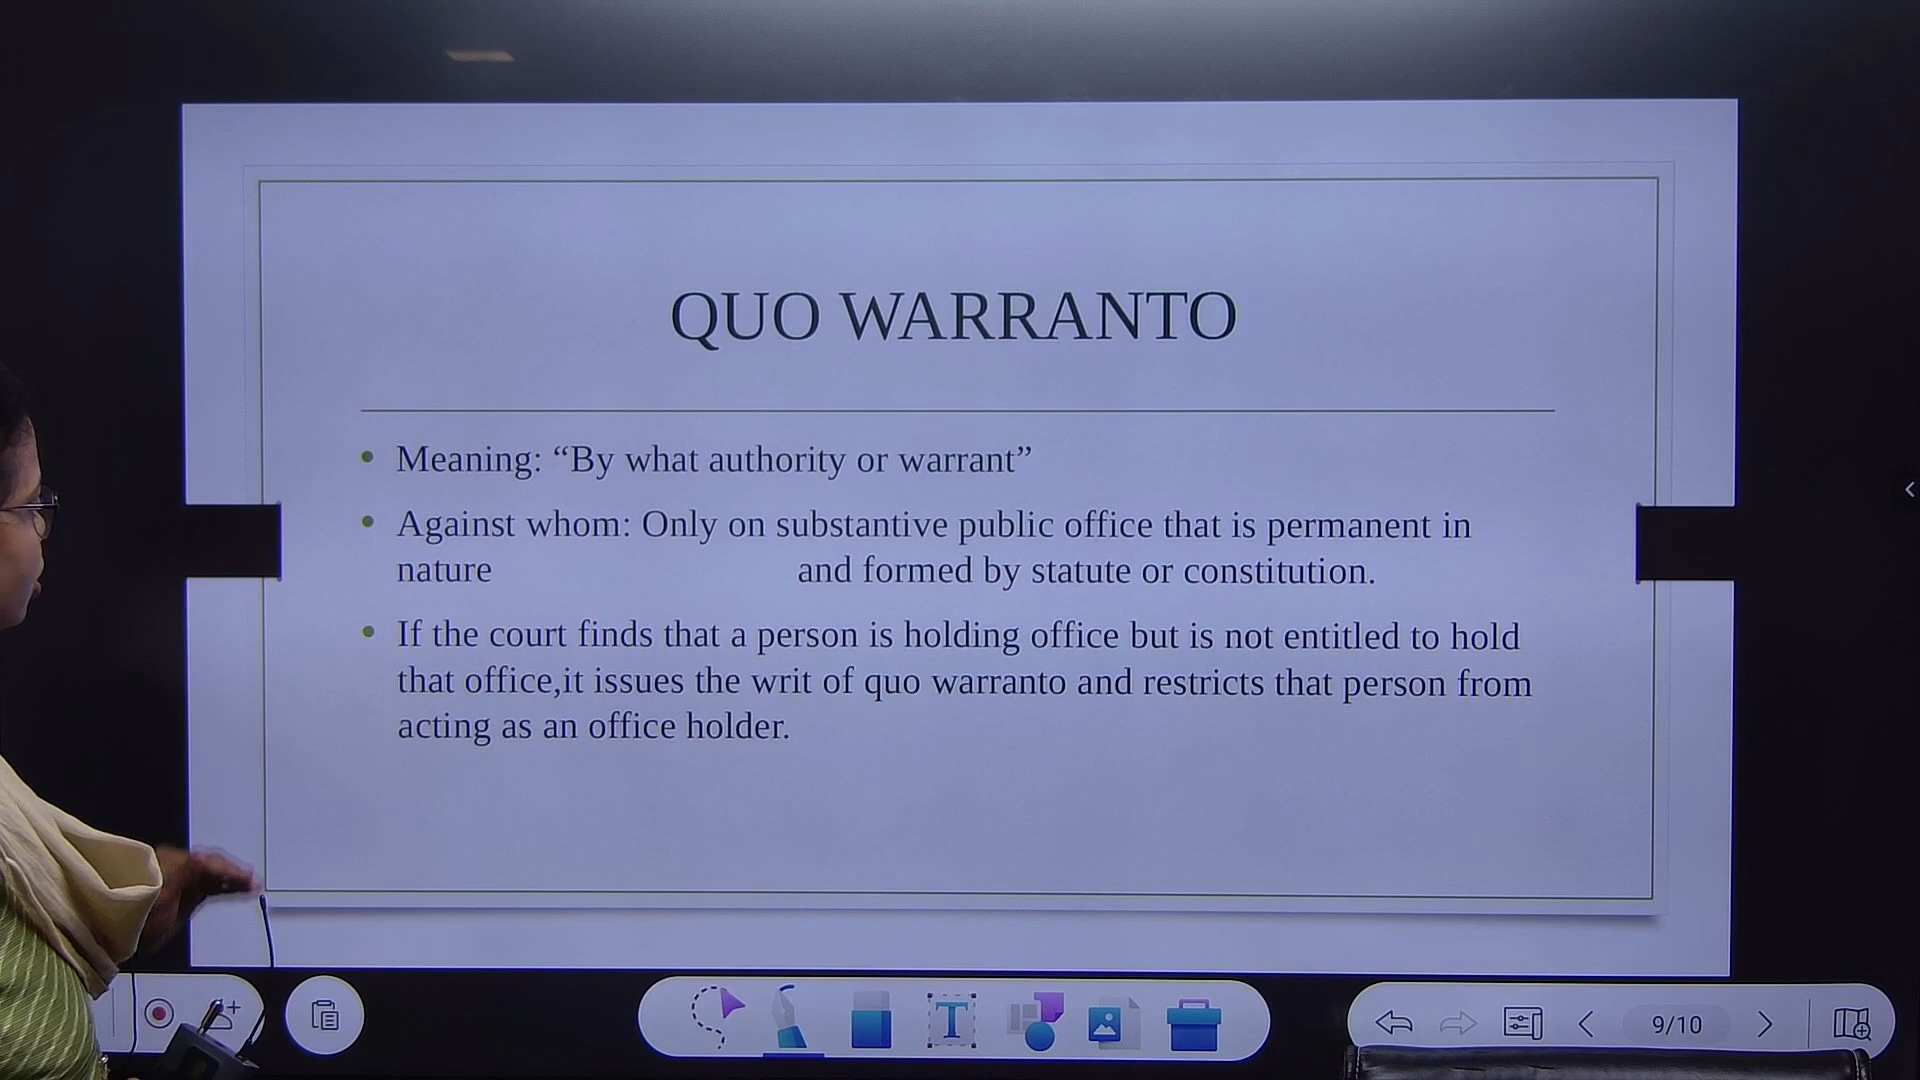 QUO WARRANTO
• Meaning: “By what authority or warrant”
• Against whom: Only on substantive public office that is permanent in
nature and formed by statute or constitution.
• If the court finds that a person is holding office but is not entitled to hold
that office,it issues the writ of quo warranto and restricts that person from
acting as an office holder.
T
9/10